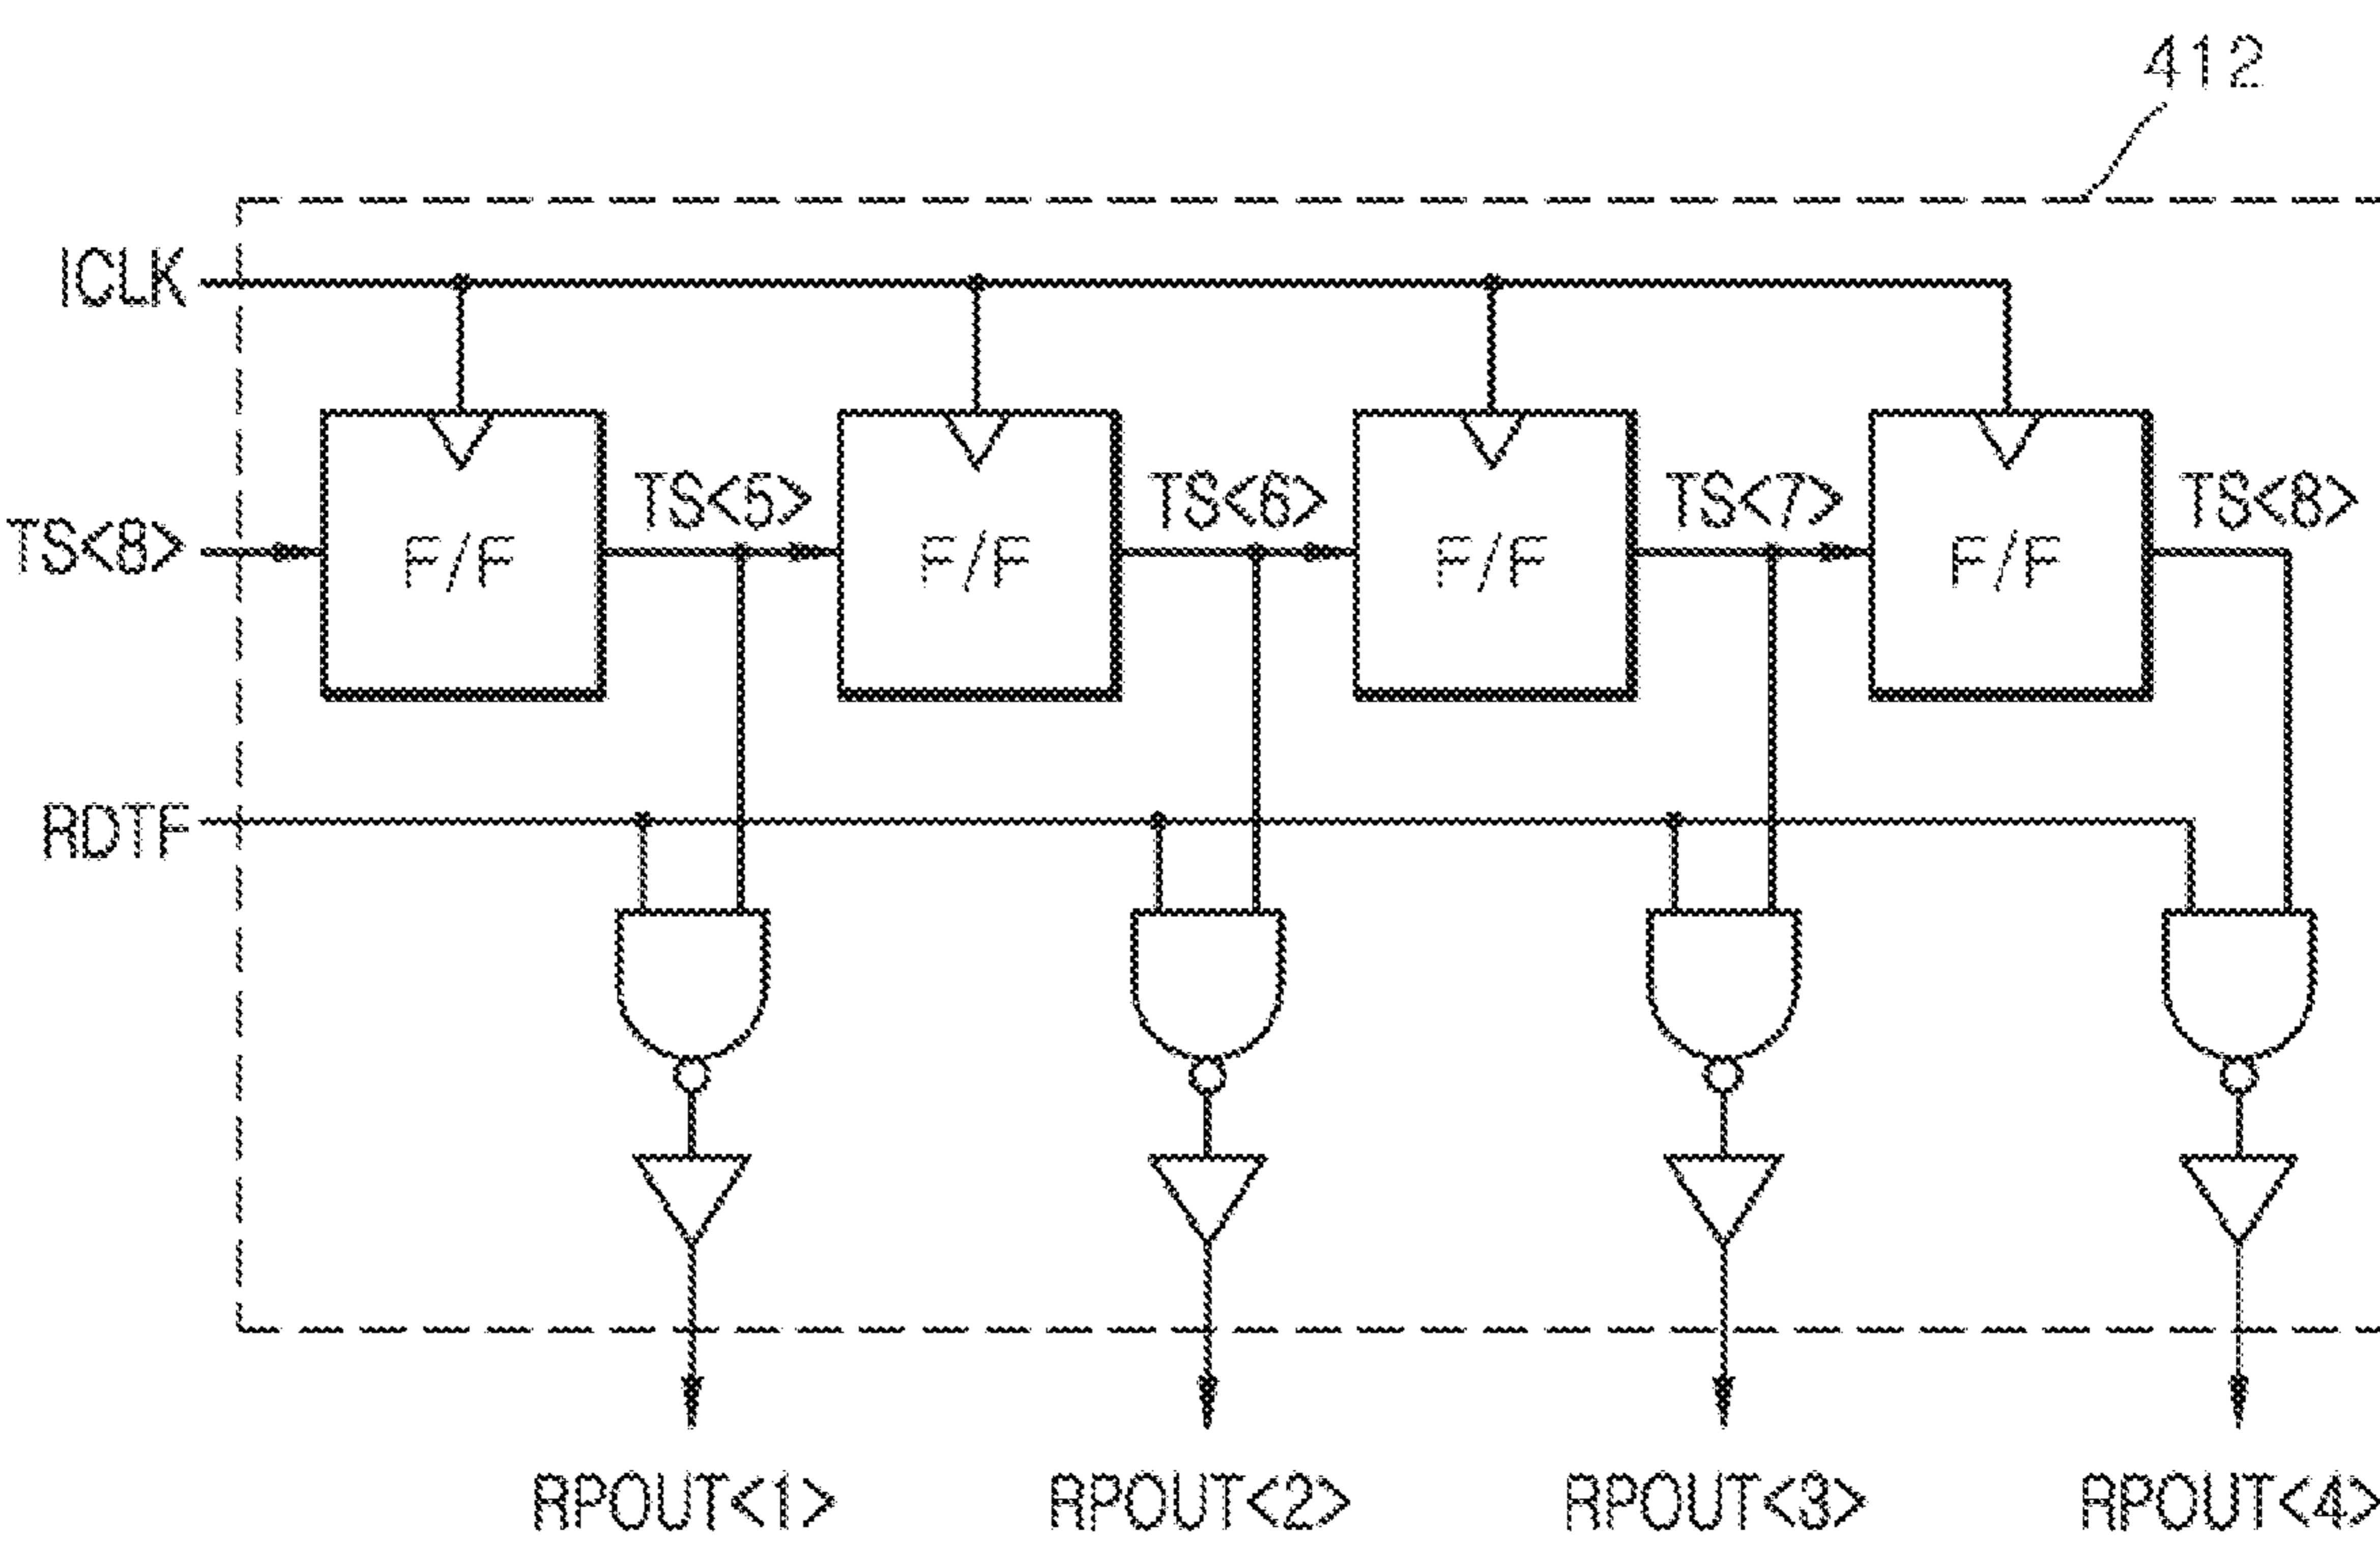 412
ICLK
TS<8>
F/F
TS<5>
F/F
TS<6>
F/F
TS<7>
F/F
TS<8>
RDTF
RPOUT<1>
RPOUT<2>
RPOUT<3>
RPOUT<4>